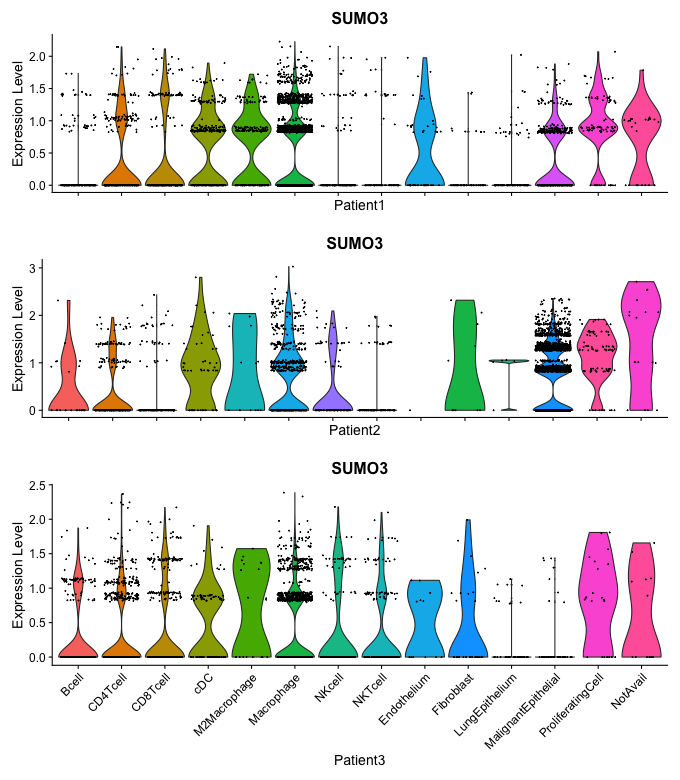 SUMO3
2.0
1.5
1.0
0.5
0.0
Expression Level
Patient1
SUMO3
3
2
1
0
Expression Level
Patient2
SUMO3
2.5
2.0
1.5
1.0
0.5
0.0
Expression Level
Bcell
CD4Tcell
CD8Tcell
cDC
M2Macrophage
Macrophage
NKcell
NKTcell
Endothelium
Fibroblast
LungEpithelium
MalignantEpithelial
ProliferatingCell
NotAvail
Patient3